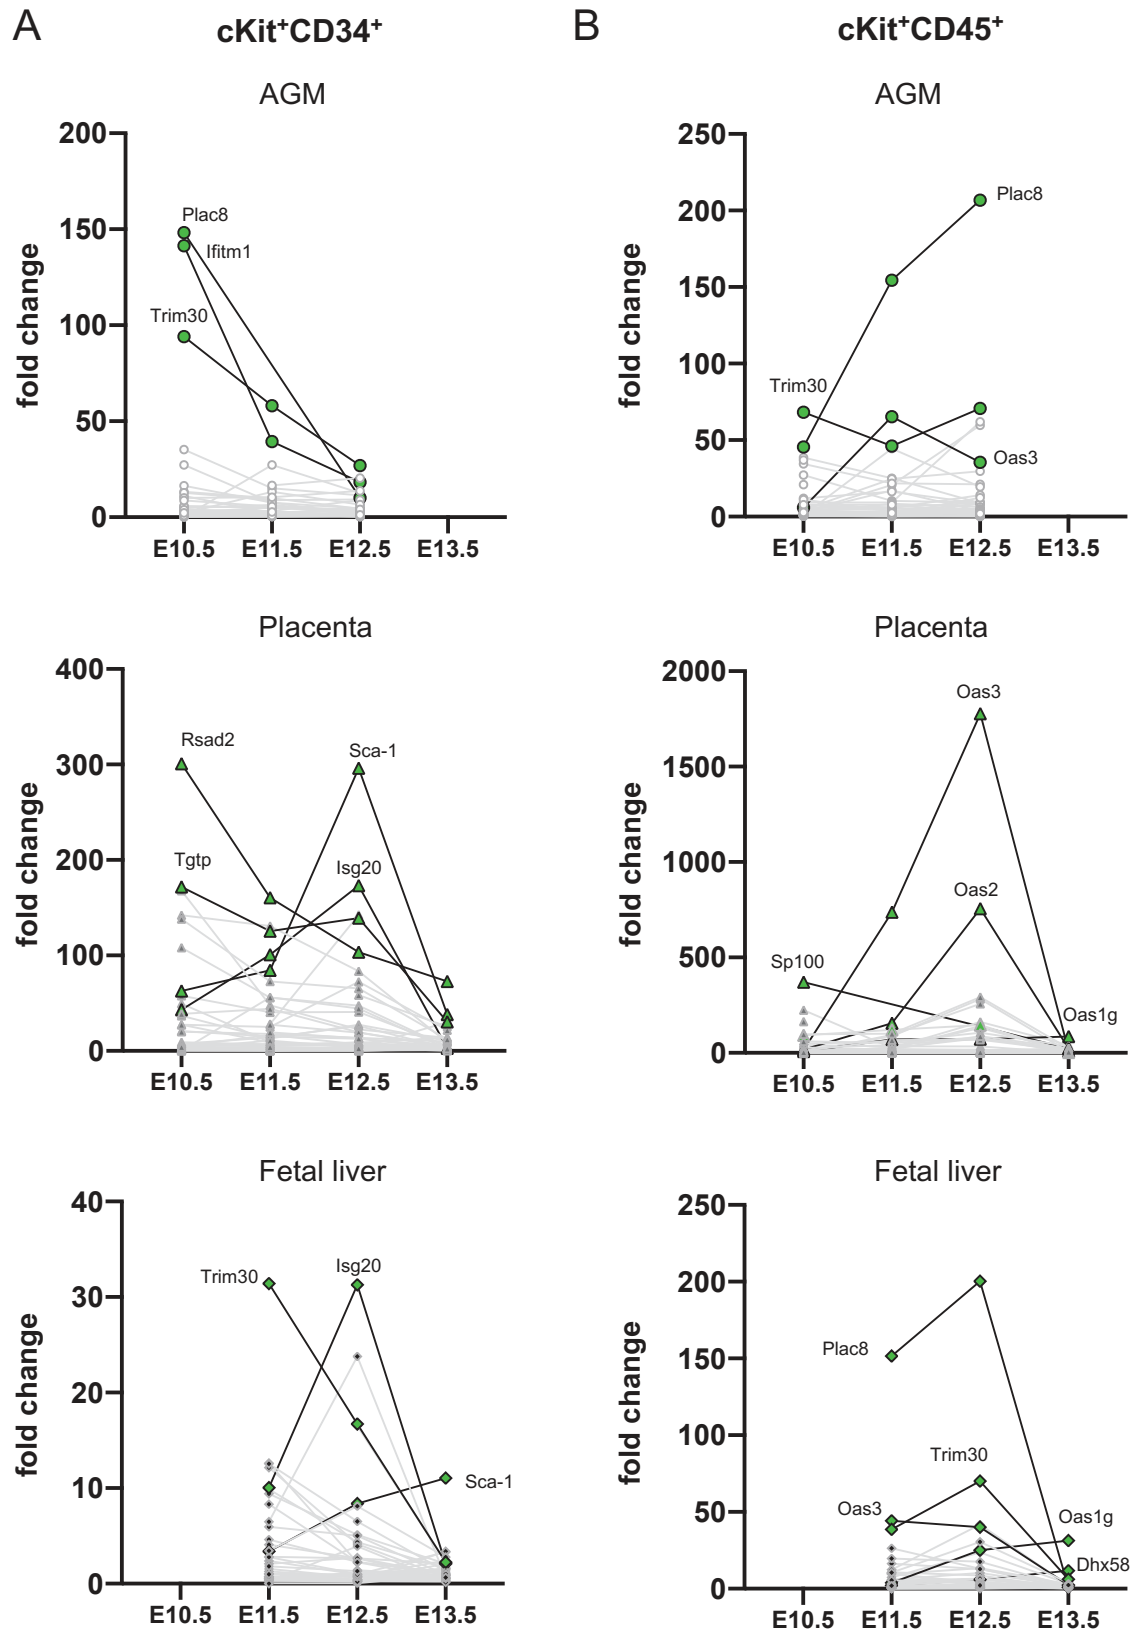 A
cKit+CD34+
AGM
fold change
200
150
100
50
0
Plac8
Ifitm1
Trim30
E10.5 E11.5 E12.5 E13.5
Placenta
fold change
400
300
200
100
0
Rsad2
Sca-1
Tgtp
Isg20
E10.5 E11.5 E12.5 E13.5
Fetal liver
fold change
40
30
20
10
0
Trim30
Isg20
Sca-1
E10.5 E11.5 E12.5 E13.5
B
cKit+CD45+
AGM
fold change
250
200
150
100
50
0
Plac8
Trim30
Oas3
E10.5 E11.5 E12.5 E13.5
Placenta
fold change
2000
1500
1000
500
0
Oas3
Oas2
Sp100
Oas1g
E10.5 E11.5 E12.5 E13.5
Fetal liver
fold change
250
200
150
100
50
0
Plac8
Trim30
Oas3
Oas1g
Dhx58
E10.5 E11.5 E12.5 E13.5